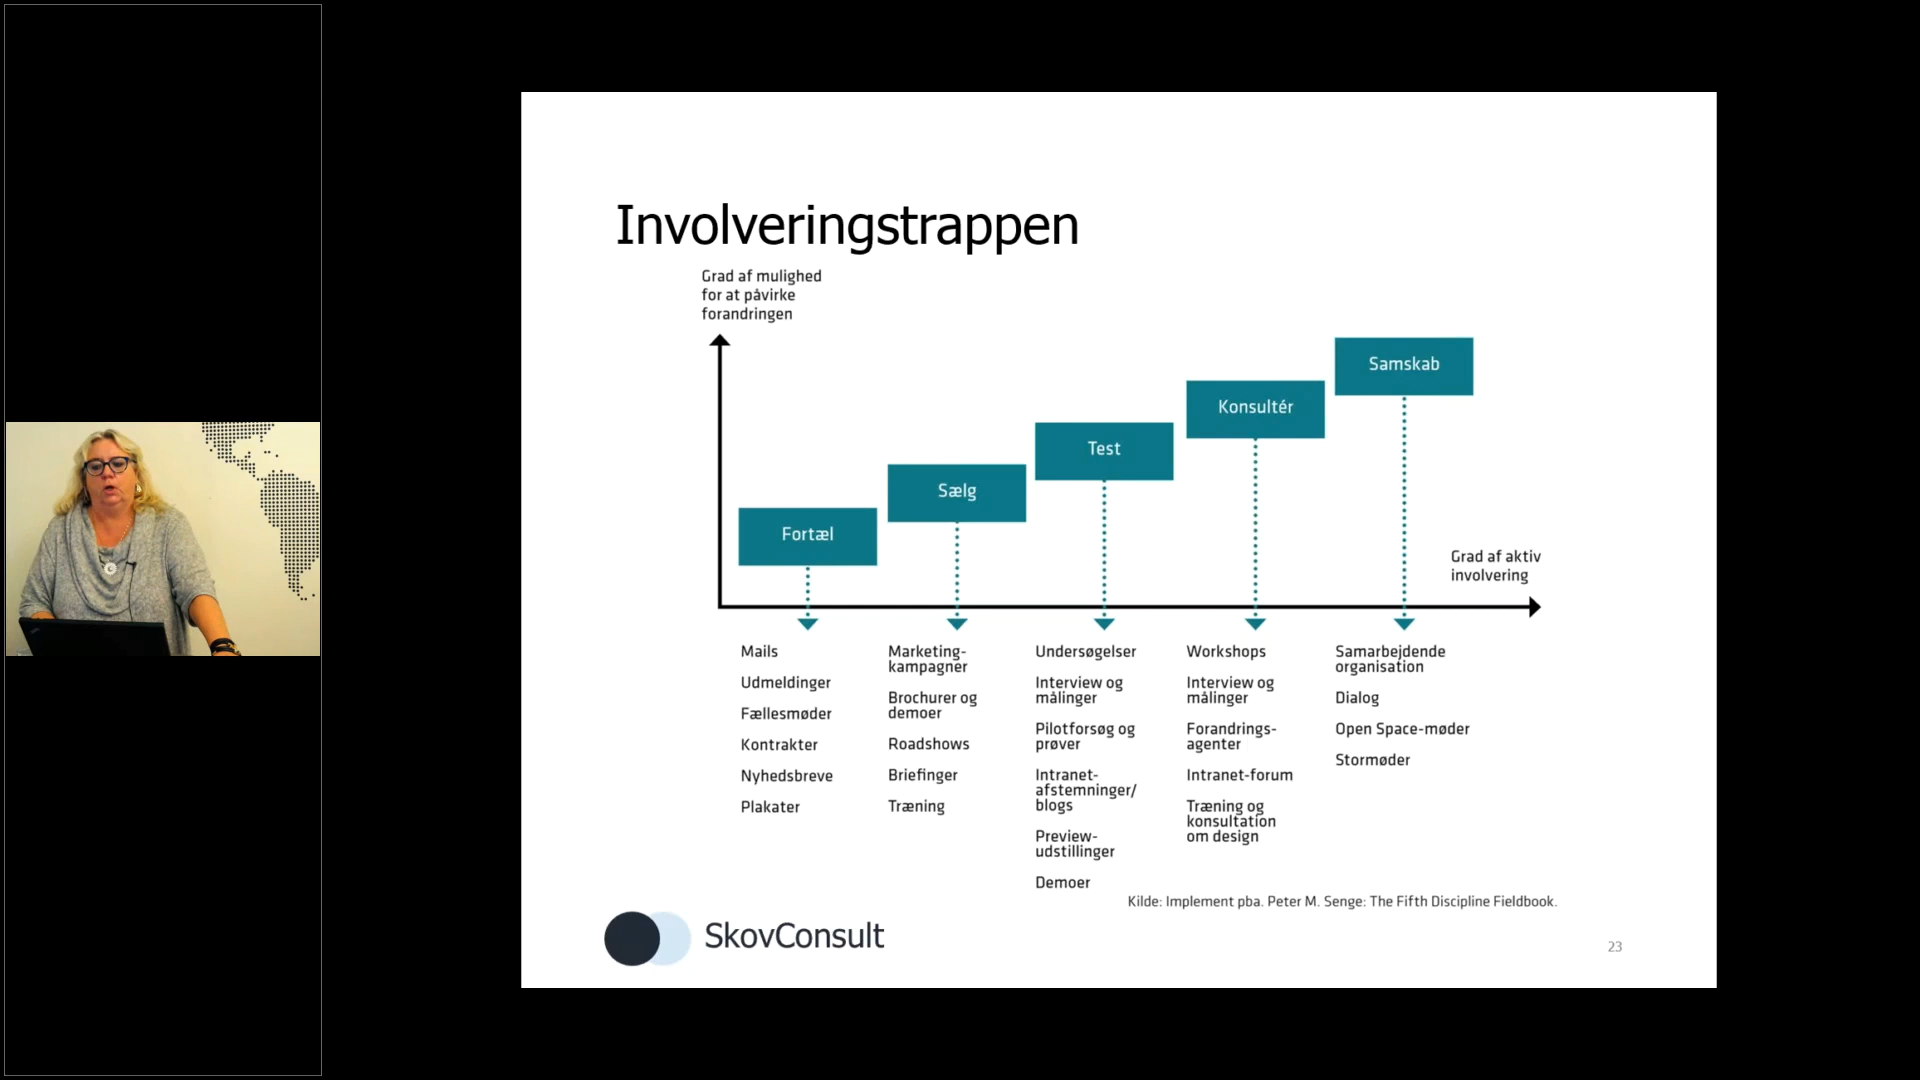 Involveringstrappen
Grad af mulighed
for at påvirke
forandringen
Samskab
Konsultér
Test
Sælg
Fortæl
Grad af aktiv
involvering
Mails
Udmeldinger
Fællesmøder
Kontrakter
Nyhedsbreve
Plakater
Marketing-
kampagner
Brochurer og
demoer
Roadshows
Briefinger
Træning
Undersøgelser
Interview og
målinger
Pilotforsøg og
prøver
Intranet-
afstemninger/
blogs
Preview-
udstillinger
Demoer
Workshops
Interview og
målinger
Forandrings-
agenter
Intranet-forum
Træning og
konsultation
om design
Samarbejdende
organisation
Dialog
Open Space-møder
Stormøder
Kilde: Implement pba. Peter M. Senge: The Fifth Discipline Fieldbook.
SkovConsult
23